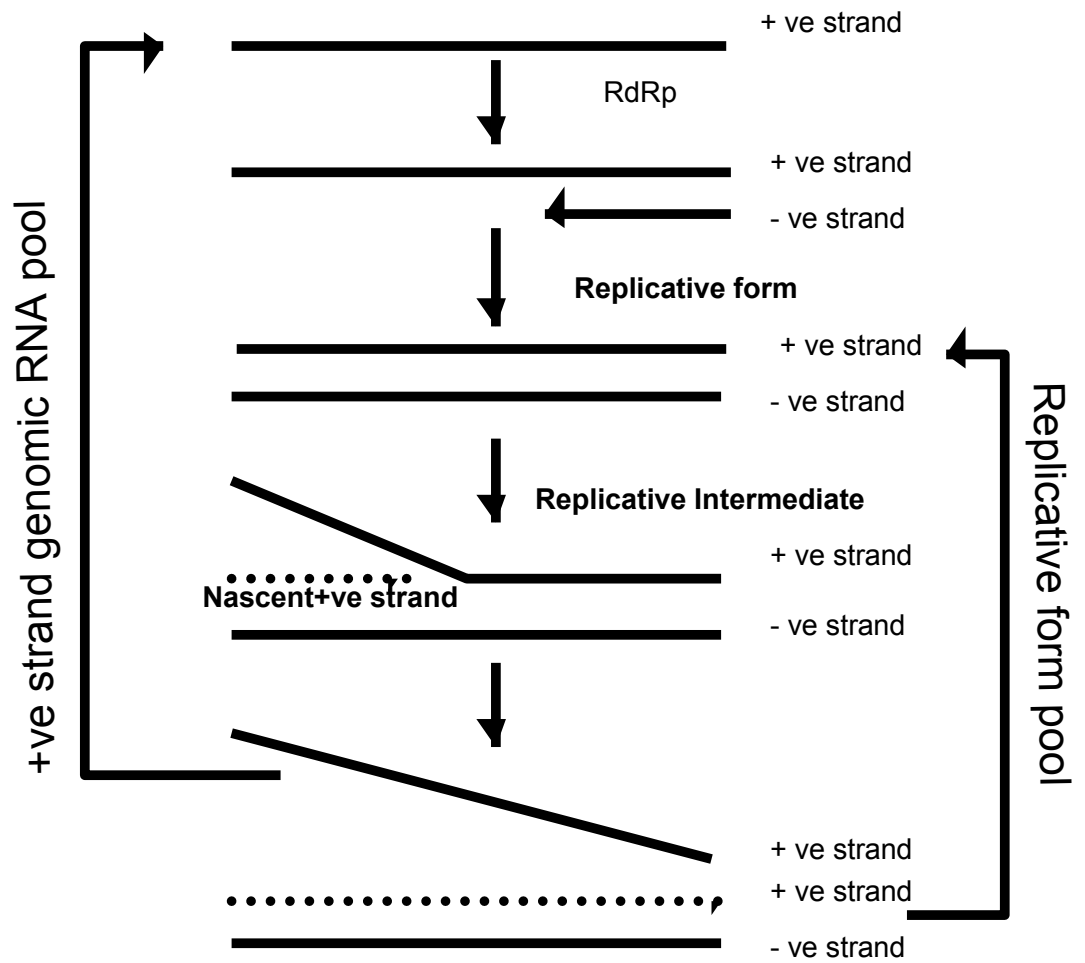 + ve strand
RdRp
+ ve strand
- ve strand
Replicative form
+ ve strand
- ve strand
Replicative Intermediate
+ ve strand
Nascent+ve strand
- ve strand
+ ve strand
+ ve strand
- ve strand
+ve strand genomic RNA pool
Replicative form pool